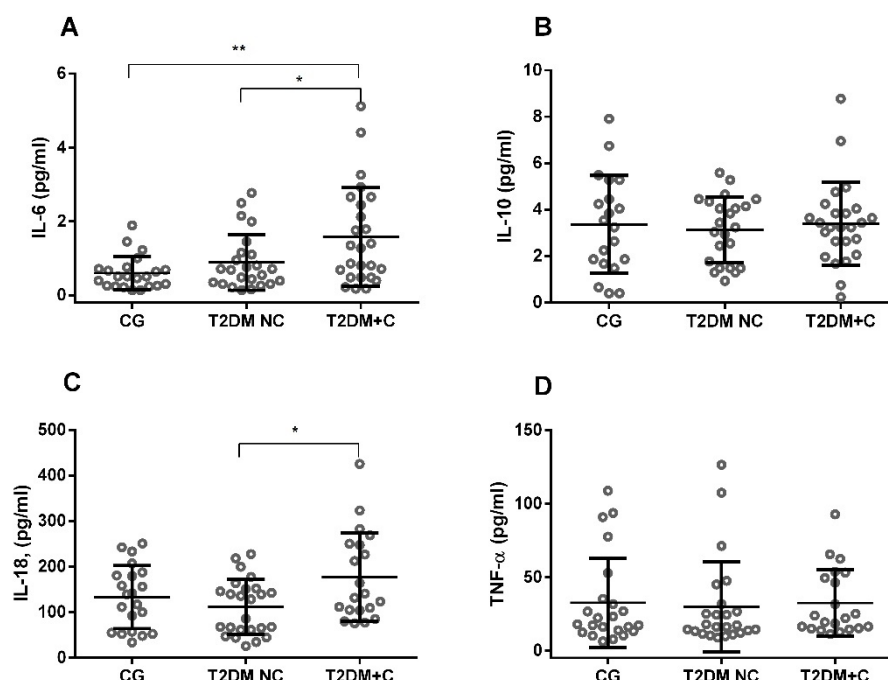 A
**
*
IL-6 (pg/ml)
6
4
2
0
CG T2DM NC T2DM+C
B
IL-10 (pg/ml)
10
8
6
4
2
0
CG T2DM NC T2DM+C
C
*
IL-18, (pg/ml)
500
400
300
200
100
0
CG T2DM NC T2DM+C
D
TNF-α (pg/ml)
150
100
50
0
CG T2DM NC T2DM+C